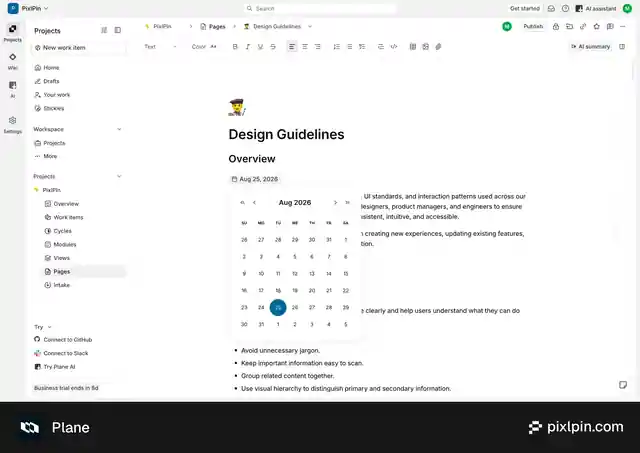 PixlPin
Search
Get started
AI assistant
M
Projects
Wiki
AI
Settings
Projects
New work item
Home
Drafts
Your work
Stickies
Workspace
Projects
More
Projects
PixlPin
Overview
Work items
Cycles
Modules
Views
Pages
Intake
Try
Connect to GitHub
Connect to Slack
Try Plane AI
Business trial ends in 6d
PixlPin
Pages
Design Guidelines
M
Publish
Text
Color Aa
B I U S
AI summary
Design Guidelines
Overview
Aug 25, 2026
UI standards, and interaction patterns used across our
designers, product managers, and engineers to ensure
sistent, intuitive, and accessible.
n creating new experiences, updating existing features,
tion.
Aug 2026
SU MO TU WE TH FR SA
26 27 28 29 30 31 1
2 3 4 5 6 7 8
9 10 11 12 13 14 15
16 17 18 19 20 21 22
23 24 25 26 27 28 29
30 31 1 2 3 4 5
e clearly and help users understand what they can do
Avoid unnecessary jargon.
Keep important information easy to scan.
Group related content together.
Use visual hierarchy to distinguish primary and secondary information.
Plane
pixlpin.com